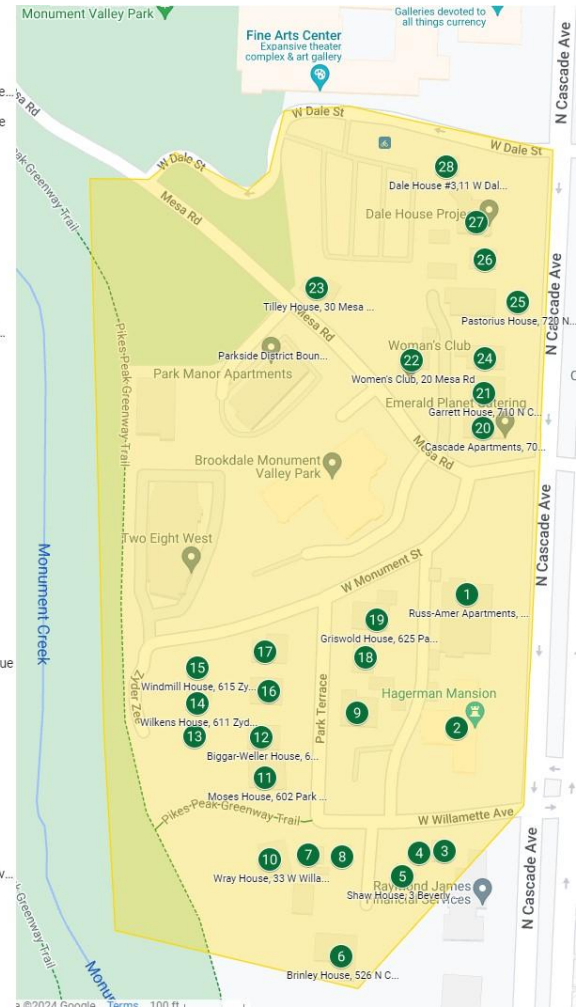 Monument Valley Park
Galleries devoted to
all things currency
Fine Arts Center
Expansive theater
complex & art gallery
N Cascade Ave
W Dale St
W Dale St
W Dale St
Mesa Rd
28
Dale House #3,11 W Dal...
Dale House Proje
27
26
23
Tilley House, 30 Mesa ...
Mesa Rd
25
Pastorius House, 720 N...
N Cascade Ave
Parkside District Boun...
Park Manor Apartments
Woman's Club
22
24
Women's Club, 20 Mesa Rd
21
Emerald Planet Catering
Garrett House, 710 N C...
20
Cascade Apartments, 70...
Mesa Rd
Pikes-Peak-Greenway-Trail
Brookdale Monument
Valley Park
N Cascade Ave
Two Eight West
Monument Creek
W Monument St
1
Russ-Amer Apartments, ...
19
Griswold House, 625 Pa...
18
17
15
Windmill House, 615 Zy...
16
14
Wilkens House, 611 Zyd...
Zyder Zee
Park Terrace
9
Hagerman Mansion
2
13
12
Biggar-Weller House, 6...
11
Moses House, 602 Park ...
Pikes-Peak-Greenway-Trail
W Willamette Ave
10
7
8
4
3
Wray House, 33 W Willa...
5
Shaw House, 3 Beverly
Raymond James
Financial Services
N Cascade Ave
6
Brinley House, 526 N C...
©2024 Google
Terms
100 ft